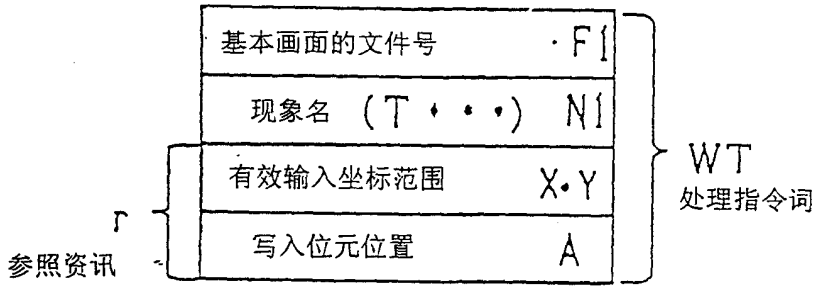 基本画面的文件号 · F1
现象名 (T · · ·) N1
有效输入坐标范围 X·Y
写入位元位置 A
r
参照资讯
WT
处理指令词